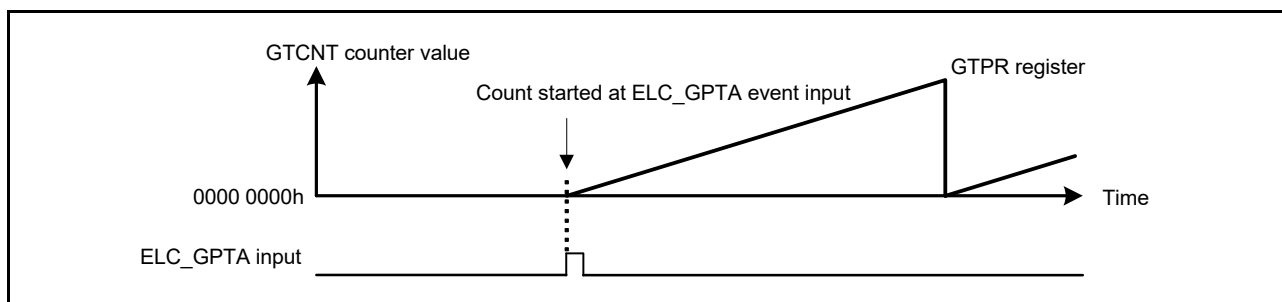 GTCNT counter value
GTPR register
Count started at ELC_GPTA event input
0000 0000h
Time
ELC_GPTA input